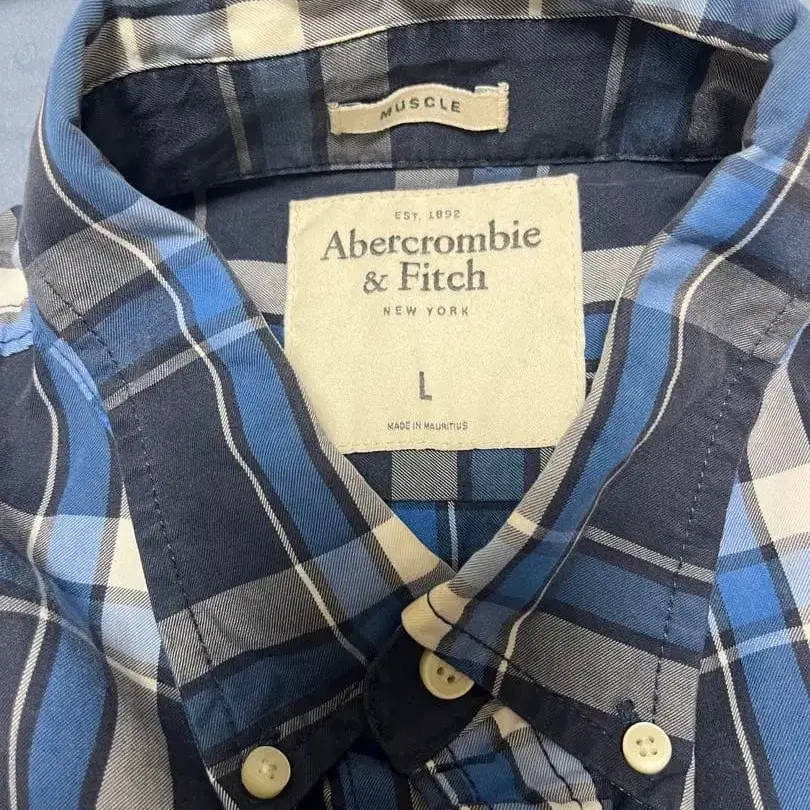 MUSCLE
EST. 1892
Abercrombie
& Fitch
NEW YORK
L
MADE IN MAURITIUS